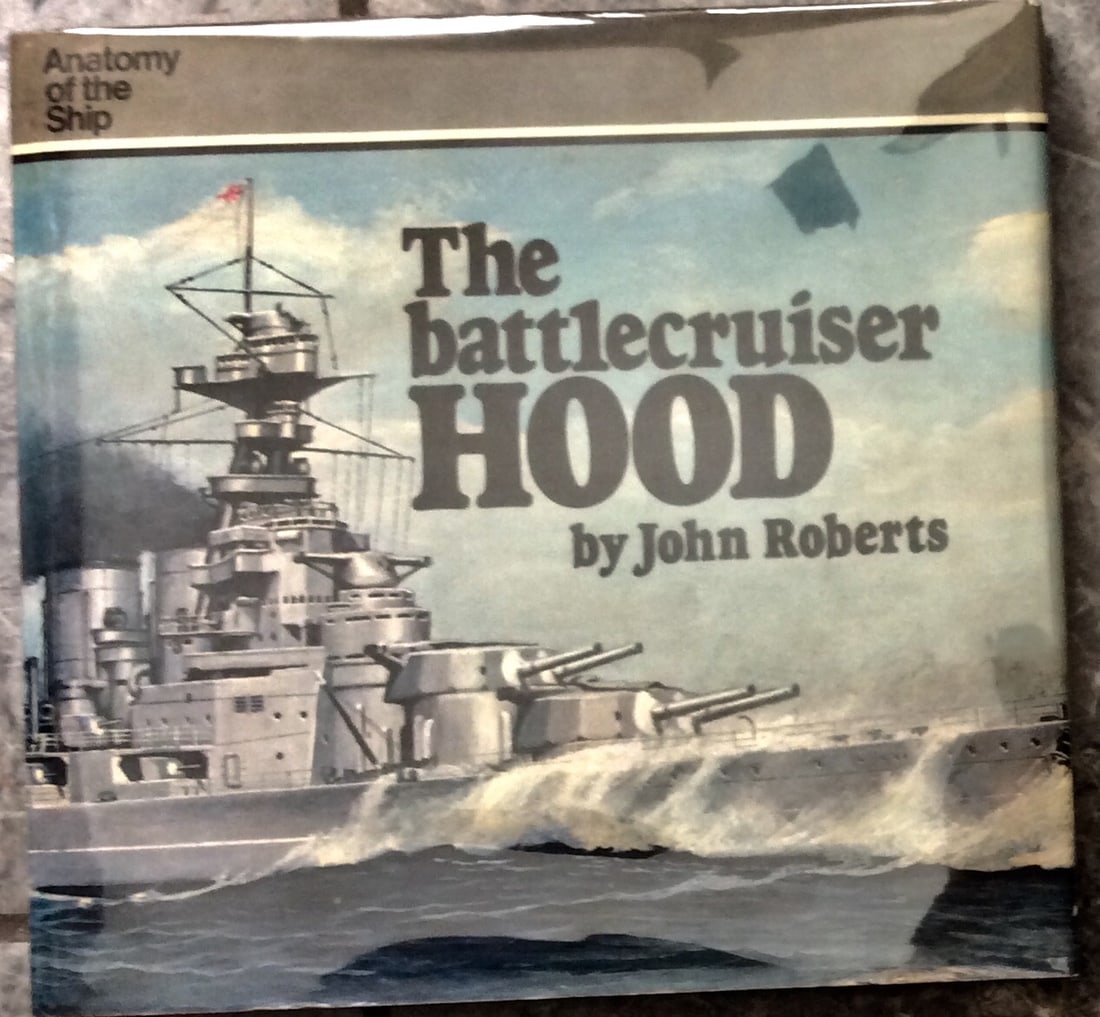 Anatomy
of the
Ship
The
battlecruiser
HOOD
by John Roberts